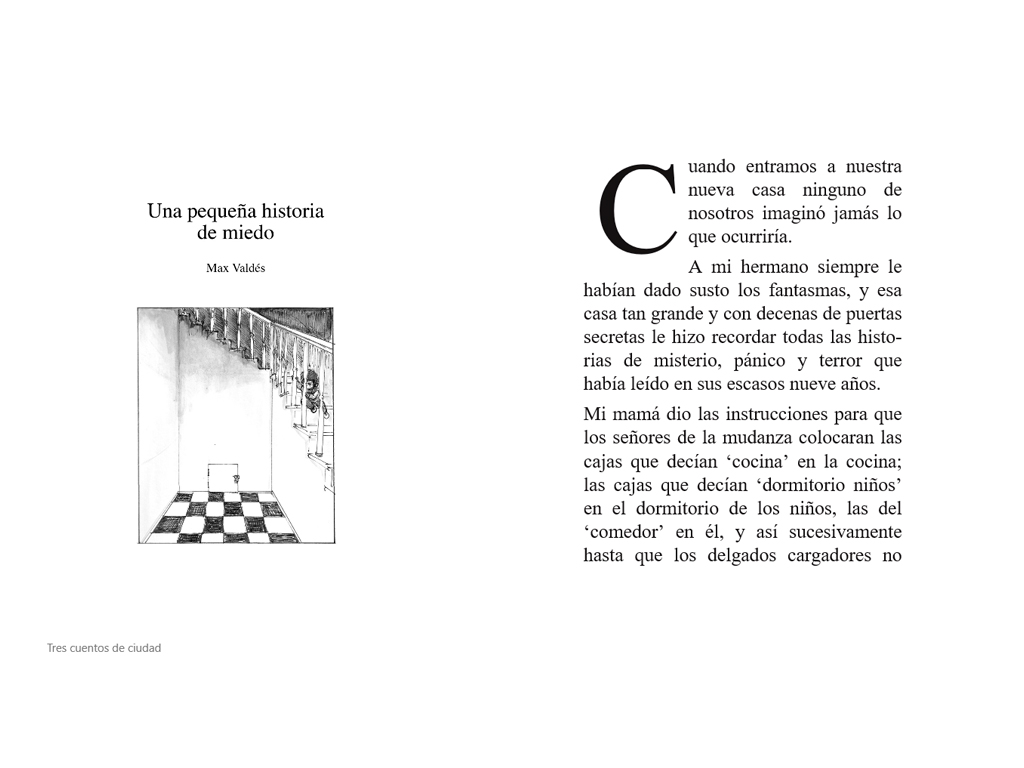 Una pequeña historia
de miedo
Max Valdés
Tres cuentos de ciudad
Cuando entramos a nuestra
nueva casa ninguno de
nosotros imaginó jamás lo
que ocurriría.
A mi hermano siempre le
habían dado susto los fantasmas, y esa
casa tan grande y con decenas de puertas
secretas le hizo recordar todas las histo-
rias de misterio, pánico y terror que
había leído en sus escasos nueve años.
Mi mamá dio las instrucciones para que
los señores de la mudanza colocaran las
cajas que decían ‘cocina’ en la cocina;
las cajas que decían ‘dormitorio niños’
en el dormitorio de los niños, las del
‘comedor’ en él, y así sucesivamente
hasta que los delgados cargadores no